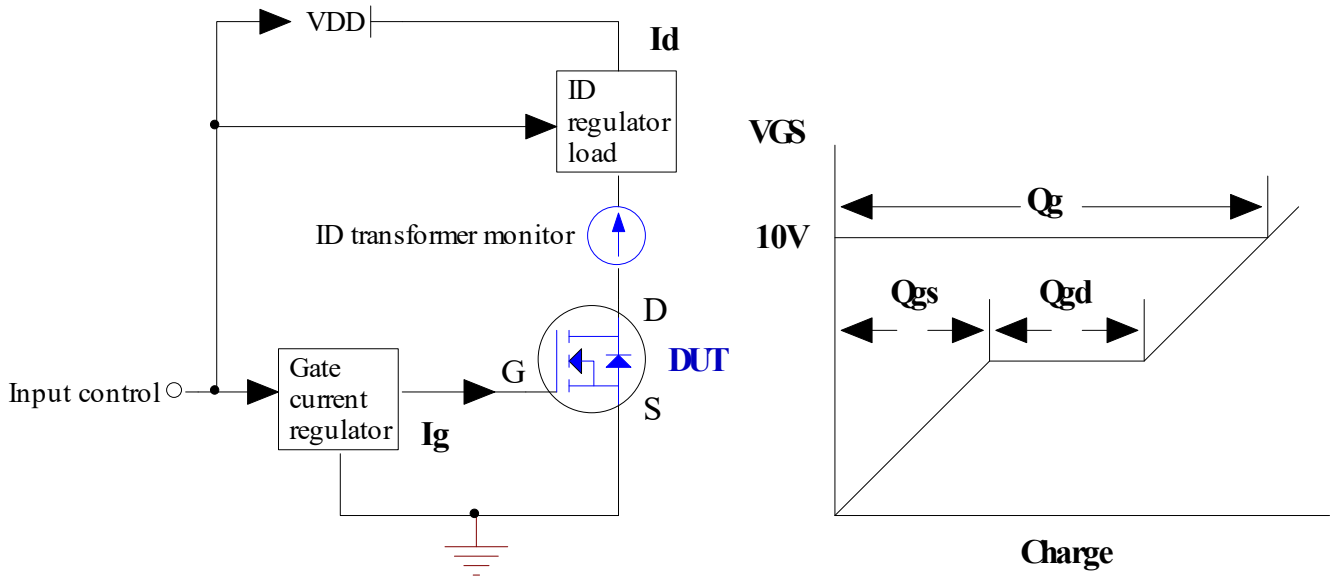 VDD
Id
ID
regulator
load
ID transformer monitor
D
DUT
G
S
Input control
Gate
current
regulator
Ig
VGS
Qg
10V
Qgs
Qgd
Charge